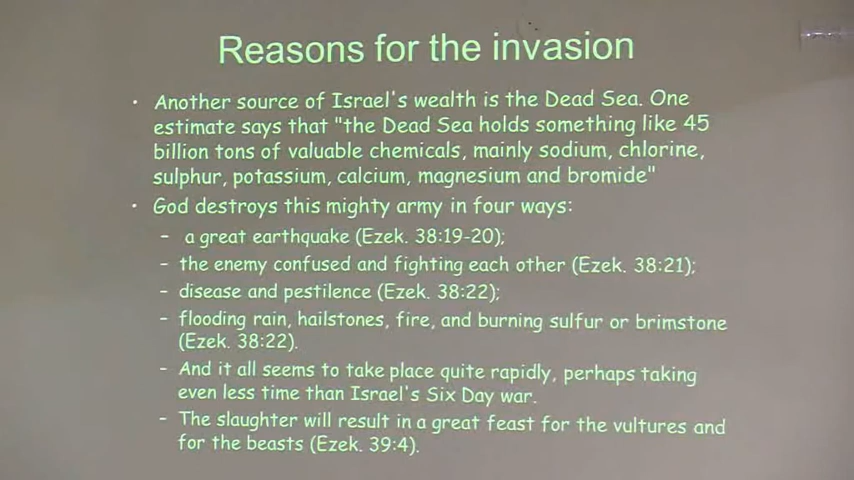 Reasons for the invasion
• Another source of Israel's wealth is the Dead Sea. One
estimate says that "the Dead Sea holds something like 45
billion tons of valuable chemicals, mainly sodium, chlorine,
sulphur, potassium, calcium, magnesium and bromide"
• God destroys this mighty army in four ways:
– a great earthquake (Ezek. 38:19-20);
– the enemy confused and fighting each other (Ezek. 38:21);
– disease and pestilence (Ezek. 38:22);
– flooding rain, hailstones, fire, and burning sulfur or brimstone
(Ezek. 38:22).
– And it all seems to take place quite rapidly, perhaps taking
even less time than Israel's Six Day war.
– The slaughter will result in a great feast for the vultures and
for the beasts (Ezek. 39:4).